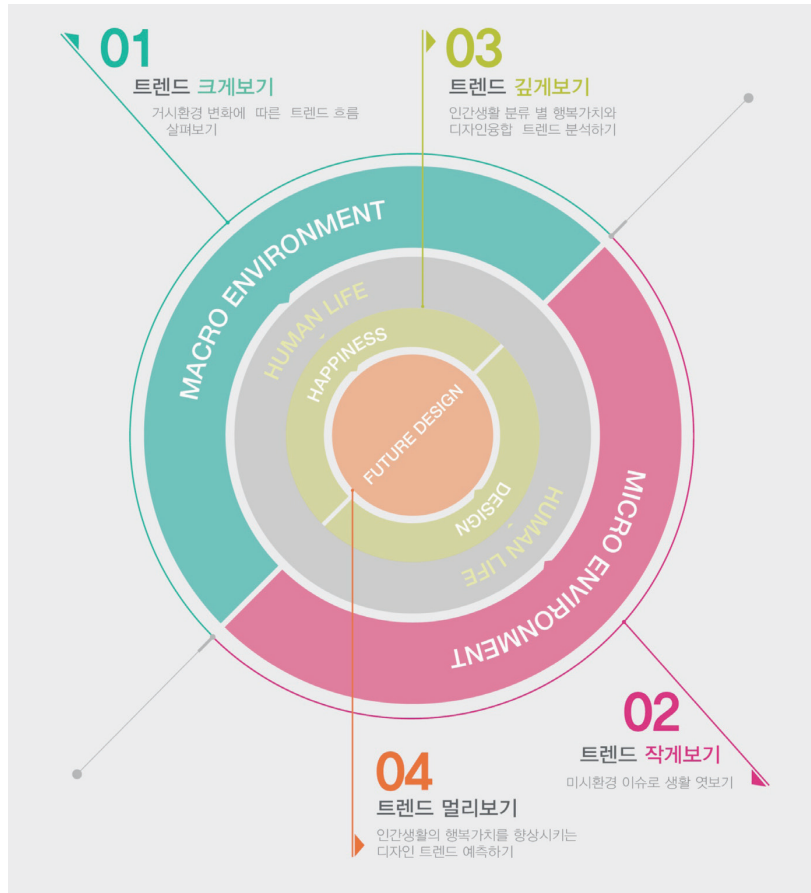 01
트렌드 크게보기
거시환경 변화에 따른 트렌드 흐름
살펴보기
03
트렌드 깊게보기
인간생활 분류 별 행복가치와
디자인융합 트렌드 분석하기
MACRO ENVIRONMENT
HUMAN LIFE
HAPPINESS
FUTURE DESIGN
DESIGN
HUMAN LIFE
MICRO ENVIRONMENT
02
트렌드 작게보기
미시환경 이슈로 생활 엿보기
04
트렌드 멀리보기
인간생활의 행복가치를 향상시키는
디자인 트렌드 예측하기